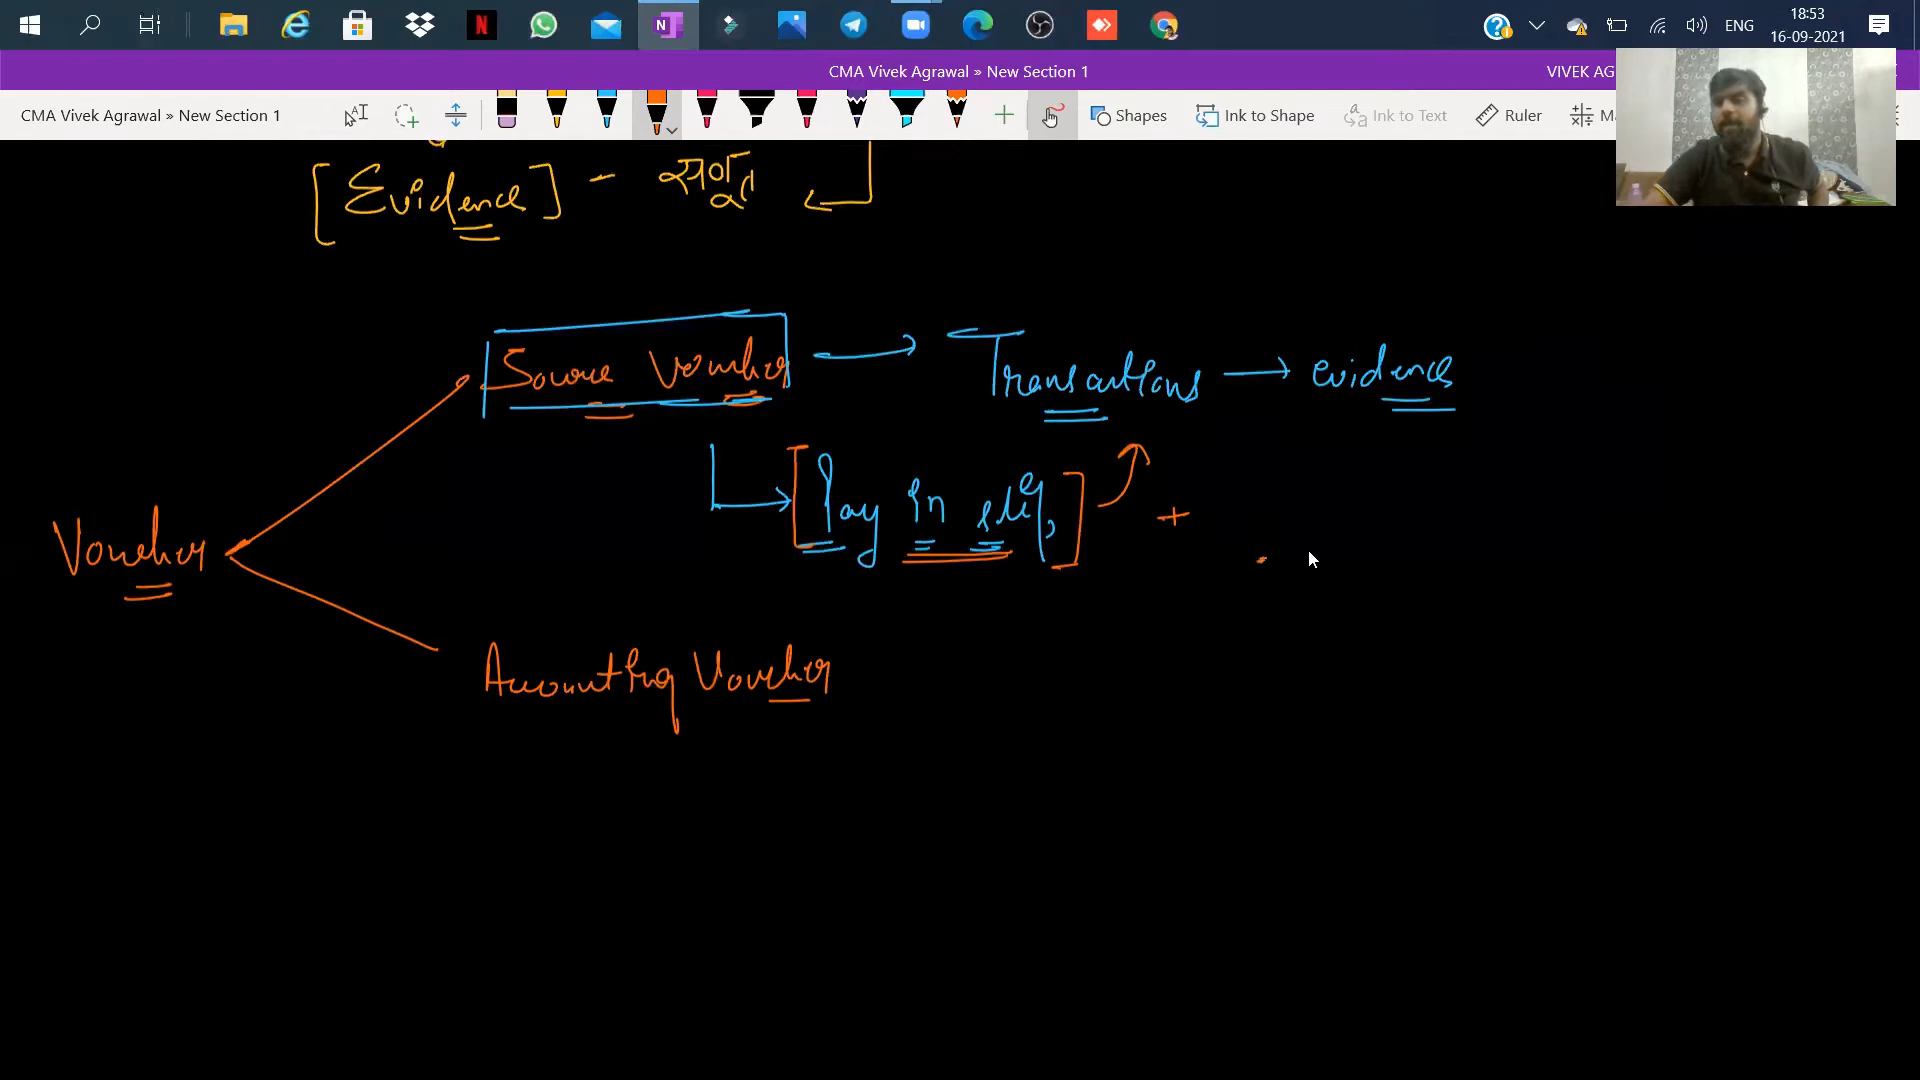 18:53
ENG
16-09-2021
CMA Vivek Agrawal » New Section 1
VIVEK AG
CMA Vivek Agrawal » New Section 1
Shapes
Ink to Shape
Ink to Text
Ruler
[Evidence] -
Source Voucher → Transactions → evidence
[Pay in slip] +
Voucher
Accounting Voucher